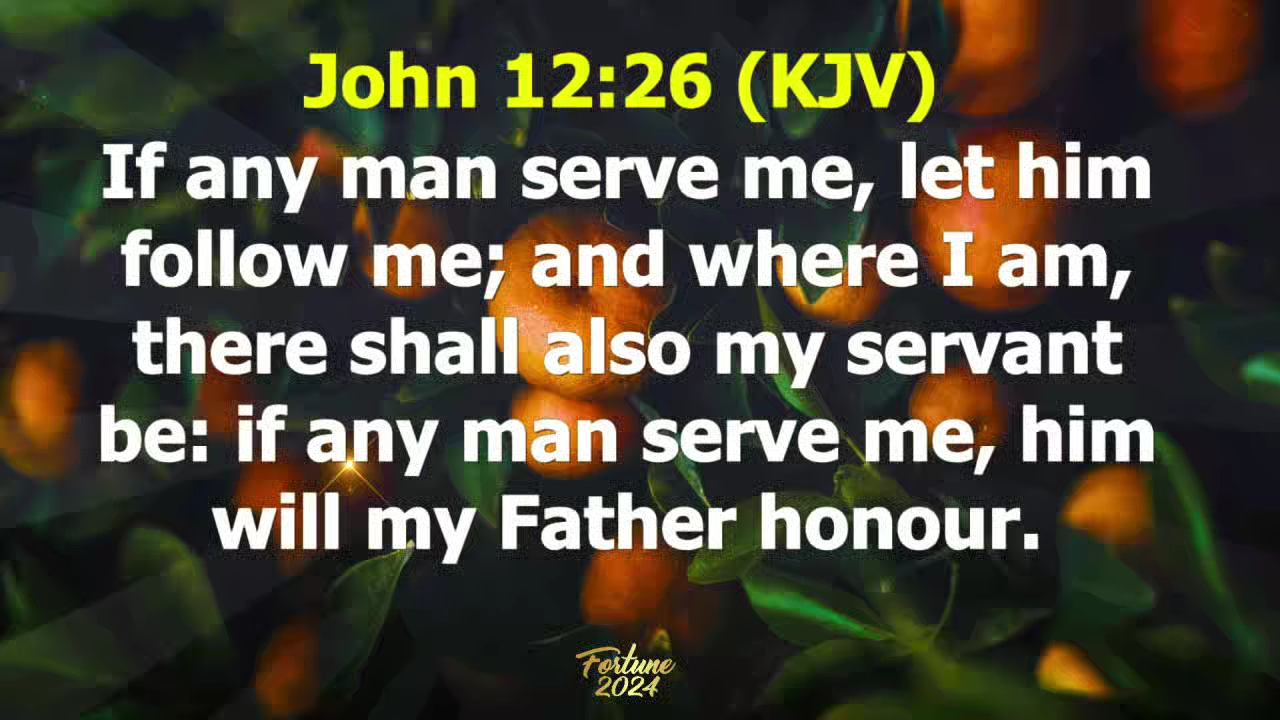 John 12:26 (KJV)
If any man serve me, let him
follow me; and where I am,
there shall also my servant
be: if any man serve me, him
will my Father honour.
Fortune
2024